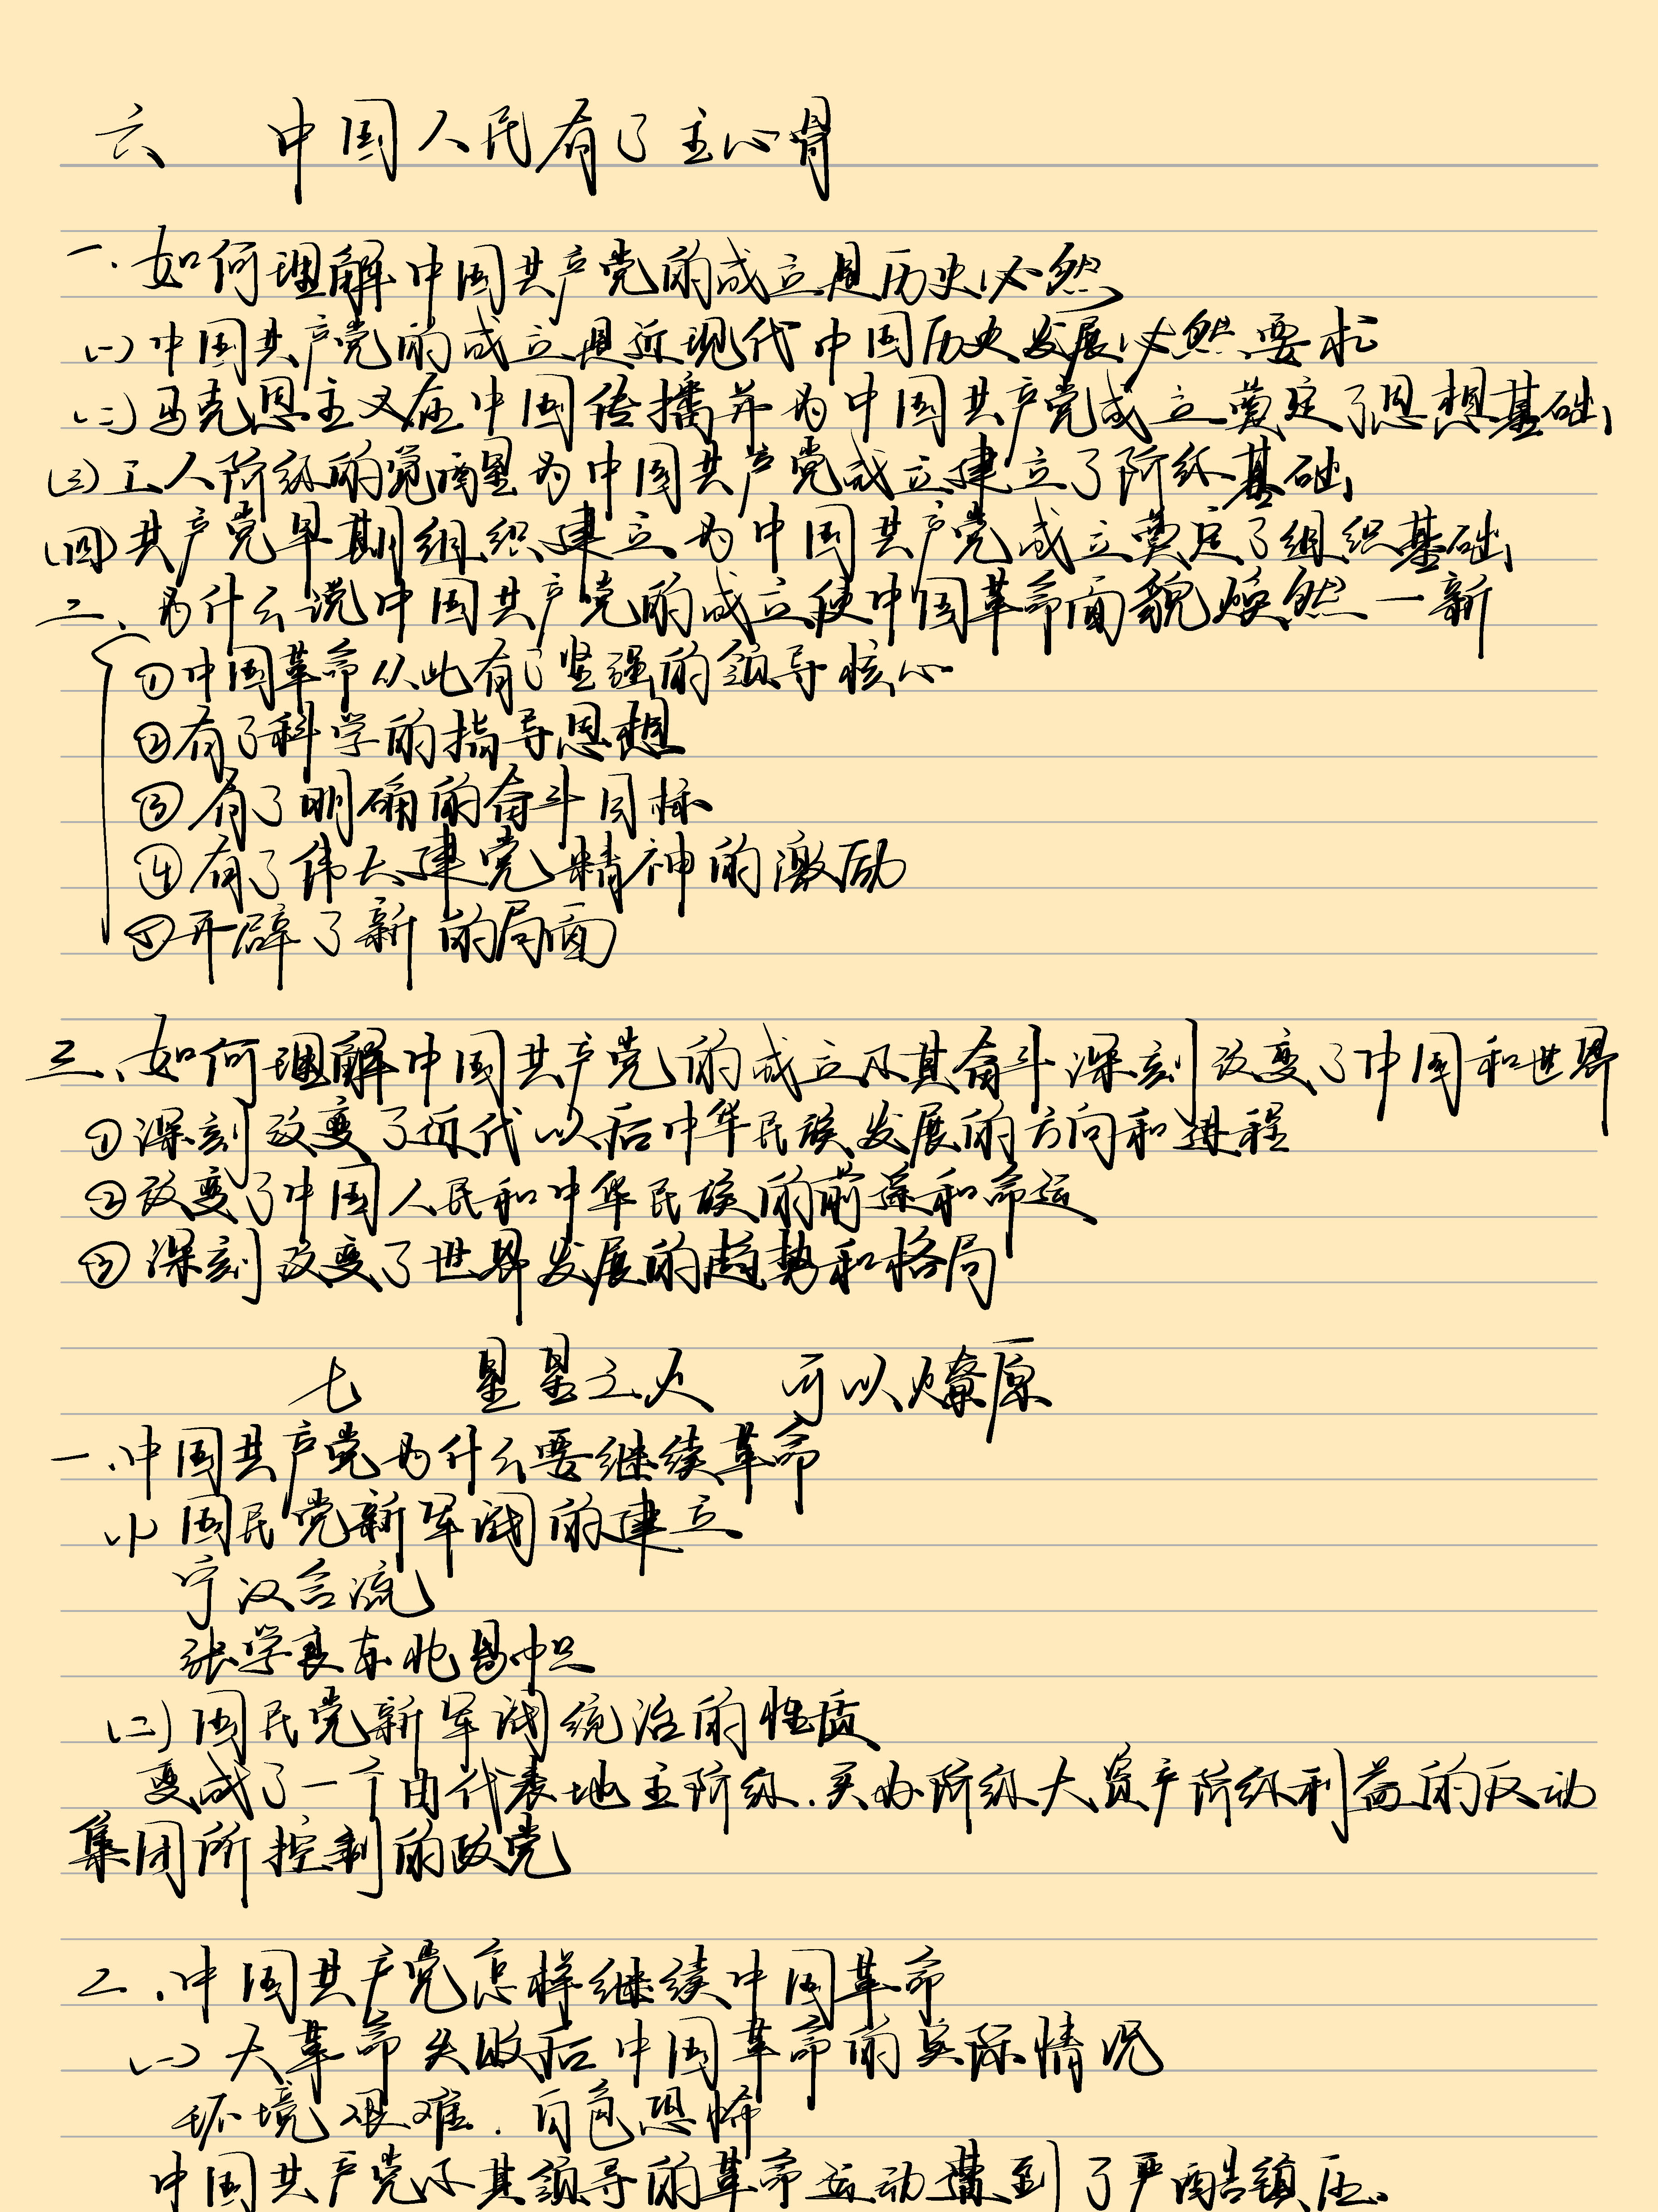 六 中国人民有了主心骨
一、如何理解中国共产党的成立是历史必然
(一)中国共产党的成立是近现代中国历史发展必然要求
(二)马克思主义在中国传播并为中国共产党成立奠定了思想基础
(三)工人阶级的觉醒为中国共产党成立建立了阶级基础
(四)共产党早期组织建立为中国共产党成立奠定了组织基础
二、为什么说中国共产党的成立使中国革命面貌焕然一新
①中国革命从此有了坚强的领导核心
②有了科学的指导思想
③有了明确的奋斗目标
④有了伟大建党精神的激励
⑤开辟了新的局面
三、如何理解中国共产党的成立及其奋斗深刻改变了中国和世界
①深刻改变了近代以后中华民族发展的方向和进程
②改变了中国人民和中华民族的前途和命运
③深刻改变了世界发展的趋势和格局
七 星星之火 可以燎原
一、中国共产党为什么要继续革命
(一)国民党新军阀的建立
宁汉合流
张学良东北易帜
(二)国民党新军阀统治的性质
变成了一个由代表地主阶级.买办阶级大资产阶级利益的反动
集团所控制的政党
二、中国共产党怎样继续中国革命
(一)大革命失败后中国革命的实际情况
环境艰难.白色恐怖
中国共产党及其领导的革命运动遭到了严酷镇压.